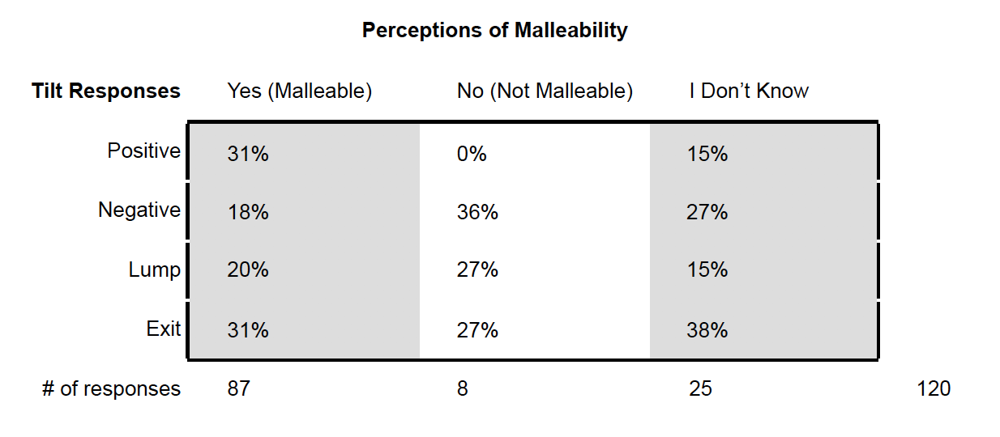 Perceptions of Malleability
Tilt Responses Yes (Malleable) No (Not Malleable) I Don’t Know
Positive 31% 0% 15%
Negative 18% 36% 27%
Lump 20% 27% 15%
Exit 31% 27% 38%
# of responses 87 8 25 120